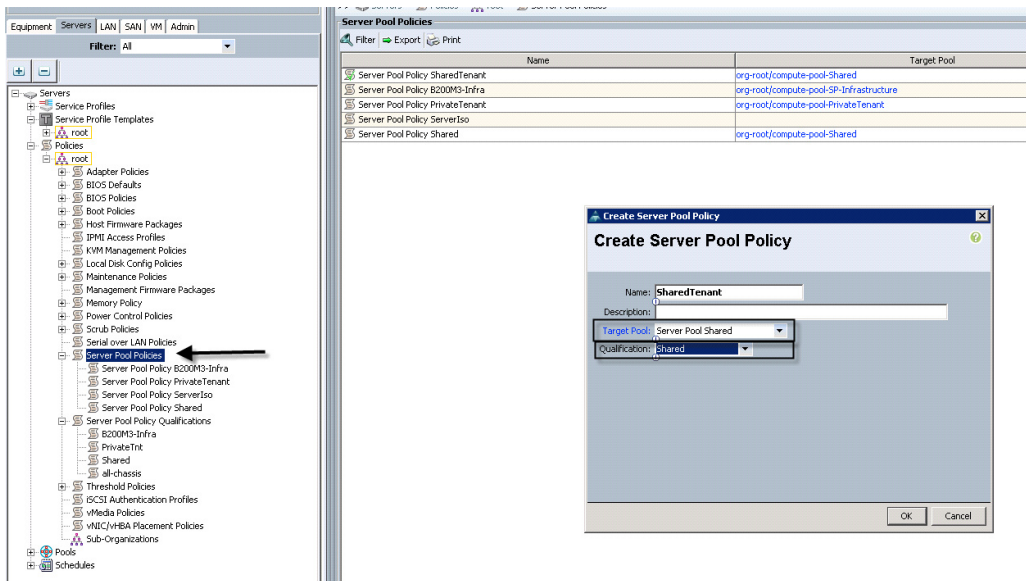 Equipment Servers LAN SAN VM Admin
Filter: All
Servers
Service Profiles
Service Profile Templates
root
Policies
root
Adapter Policies
BIOS Defaults
BIOS Policies
Boot Policies
Host Firmware Packages
IPMI Access Profiles
KVM Management Policies
Local Disk Config Policies
Maintenance Policies
Management Firmware Packages
Memory Policy
Power Control Policies
Scrub Policies
Serial over LAN Policies
Server Pool Policies
Server Pool Policy B200M3-Infra
Server Pool Policy PrivateTenant
Server Pool Policy ServerIso
Server Pool Policy Shared
Server Pool Policy Qualifications
B200M3-Infra
PrivateTnt
Shared
all-chassis
Threshold Policies
iSCSI Authentication Profiles
vMedia Policies
vNIC/vHBA Placement Policies
Sub-Organizations
Pools
Schedules
Server Pool Policies
Filter Export Print
Name Target Pool
Server Pool Policy SharedTenant org-root/compute-pool-Shared
Server Pool Policy B200M3-Infra org-root/compute-pool-SP-Infrastructure
Server Pool Policy PrivateTenant org-root/compute-pool-PrivateTenant
Server Pool Policy ServerIso
Server Pool Policy Shared org-root/compute-pool-Shared
Create Server Pool Policy
Create Server Pool Policy
Name: SharedTenant
Description:
Target Pool: Server Pool Shared
Qualification: Shared
OK Cancel